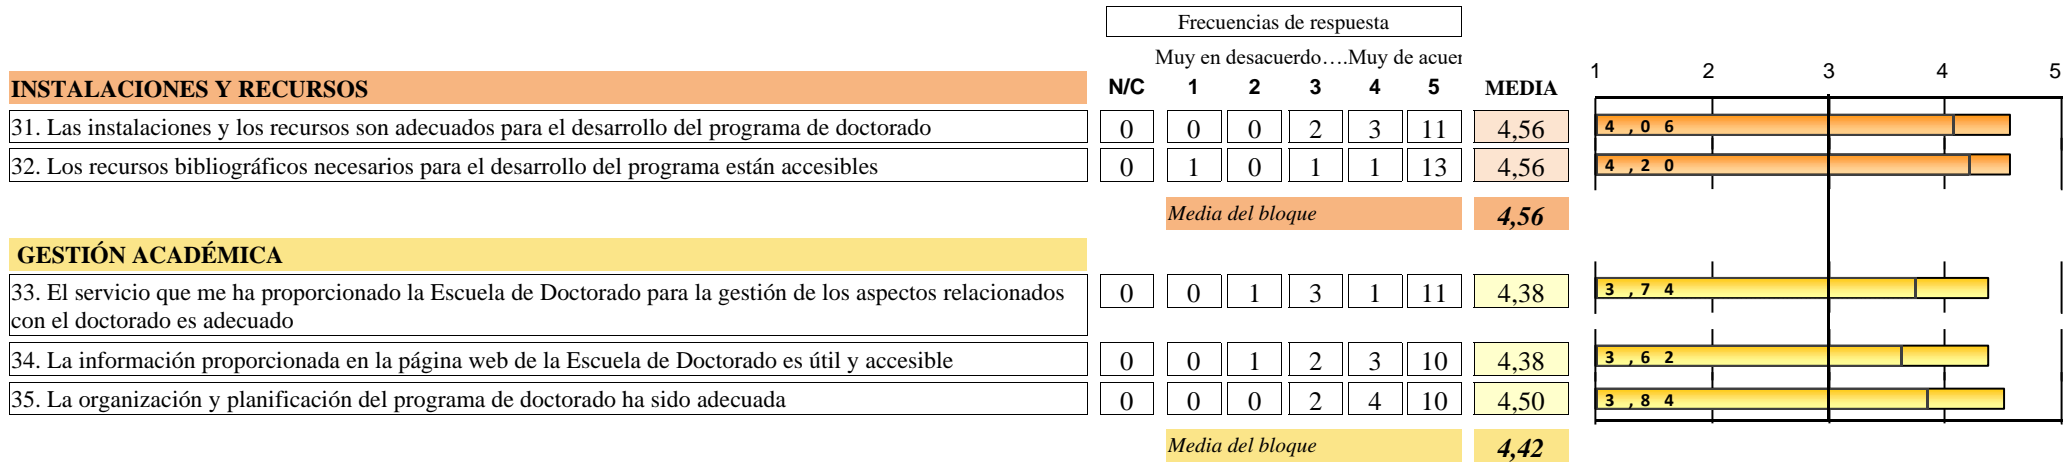 Frecuencias de respuesta
Muy en desacuerdo….Muy de acuer
INSTALACIONES Y RECURSOS N/C 1 2 3 4 5 MEDIA 1 2 3 4 5
31. Las instalaciones y los recursos son adecuados para el desarrollo del programa de doctorado 0 0 0 2 3 11 4,56 4,06
32. Los recursos bibliográficos necesarios para el desarrollo del programa están accesibles 0 1 0 1 1 13 4,56 4,20
Media del bloque 4,56
GESTIÓN ACADÉMICA
33. El servicio que me ha proporcionado la Escuela de Doctorado para la gestión de los aspectos relacionados 0 0 1 3 1 11 4,38 3,74
con el doctorado es adecuado
34. La información proporcionada en la página web de la Escuela de Doctorado es útil y accesible 0 0 1 2 3 10 4,38 3,62
35. La organización y planificación del programa de doctorado ha sido adecuada 0 0 0 2 4 10 4,50 3,84
Media del bloque 4,42